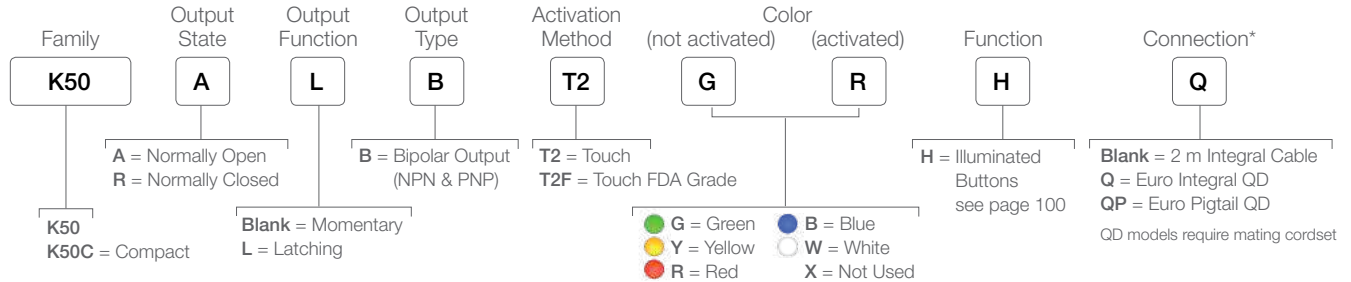 Family
Output
State
Output
Function
Output
Type
Activation
Method
Color
(not activated)
(activated)
Function
Connection*
K50
A
L
B
T2
G
R
H
Q
K50
K50C = Compact
A = Normally Open
R = Normally Closed
Blank = Momentary
L = Latching
B = Bipolar Output
(NPN & PNP)
T2 = Touch
T2F = Touch FDA Grade
G = Green
Y = Yellow
R = Red
B = Blue
W = White
X = Not Used
H = Illuminated
Buttons
see page 100
Blank = 2 m Integral Cable
Q = Euro Integral QD
QP = Euro Pigtail QD
QD models require mating cordset